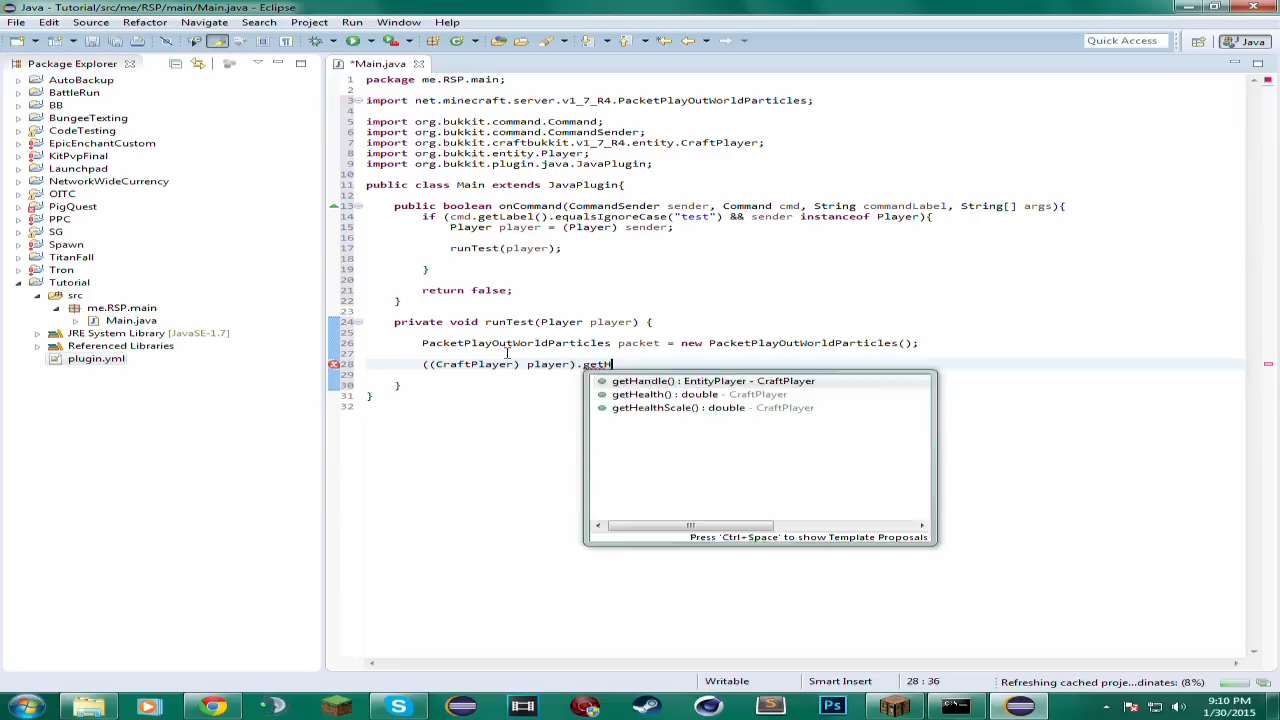 Java - Tutorial/src/me/RSP/main/Main.java - Eclipse
File Edit Source Refactor Navigate Search Project Run Window Help
Quick Access
Java
Package Explorer
*Main.java
AutoBackup
BattleRun
BB
BungeeTexting
CodeTesting
EpicEnchantCustom
KitPvpFinal
Launchpad
NetworkWideCurrency
OITC
PigQuest
PPC
SG
Spawn
TitanFall
Tron
Tutorial
src
me.RSP.main
Main.java
JRE System Library [JavaSE-1.7]
Referenced Libraries
plugin.yml
1 package me.RSP.main;
2
3 import net.minecraft.server.v1_7_R4.PacketPlayOutWorldParticles;
4
5 import org.bukkit.command.Command;
6 import org.bukkit.command.CommandSender;
7 import org.bukkit.craftbukkit.v1_7_R4.entity.CraftPlayer;
8 import org.bukkit.entity.Player;
9 import org.bukkit.plugin.java.JavaPlugin;
10
11 public class Main extends JavaPlugin{
12
13 public boolean onCommand(CommandSender sender, Command cmd, String commandLabel, String[] args){
14 if (cmd.getLabel().equalsIgnoreCase("test") && sender instanceof Player){
15 Player player = (Player) sender;
16
17 runTest(player);
18
19 }
20
21 return false;
22 }
23
24 private void runTest(Player player) {
25
26 PacketPlayOutWorldParticles packet = new PacketPlayOutWorldParticles();
27
28 ((CraftPlayer) player).getH
29
30 }
31 }
32
getHandle() : EntityPlayer - CraftPlayer
getHealth() : double - CraftPlayer
getHealthScale() : double - CraftPlayer
Press 'Ctrl+Space' to show Template Proposals
Writable Smart Insert 28 : 36 Refreshing cached proje...dinates: (8%)
9:10 PM
1/30/2015